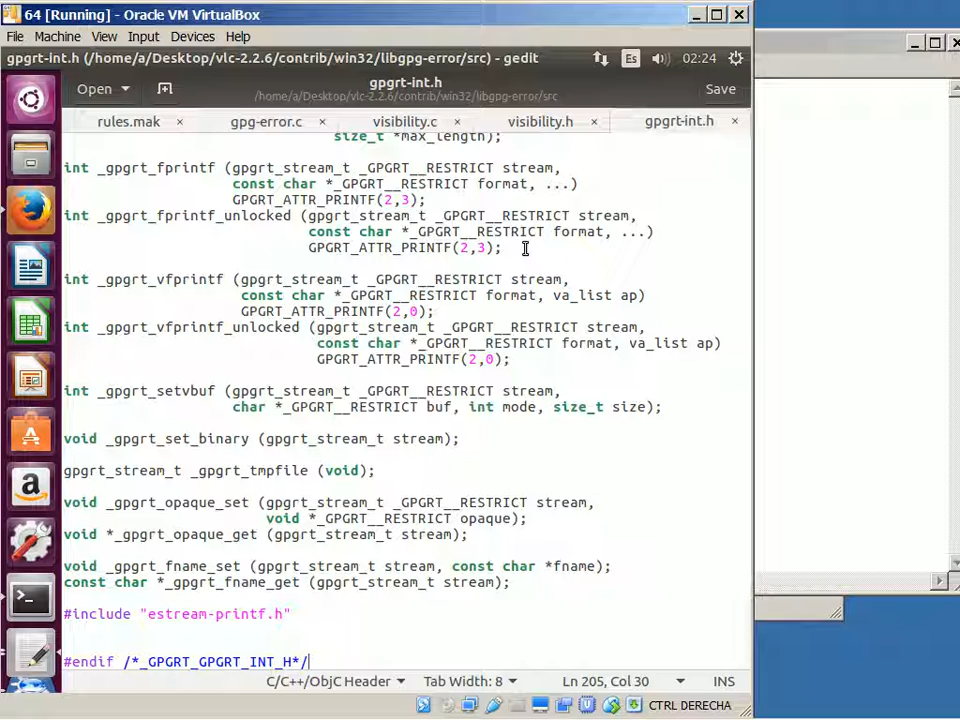 64 [Running] - Oracle VM VirtualBox
File Machine View Input Devices Help
gpgrt-int.h (/home/a/Desktop/vlc-2.2.6/contrib/win32/libgpg-error/src) - gedit
Es
02:24
Open
gpgrt-int.h
/home/a/Desktop/vlc-2.2.6/contrib/win32/libgpg-error/src
Save
rules.mak × gpg-error.c × visibility.c × visibility.h × gpgrt-int.h ×
size_t *max_length);
int _gpgrt_fprintf (gpgrt_stream_t _GPGRT__RESTRICT stream,
const char *_GPGRT__RESTRICT format, ...)
GPGRT_ATTR_PRINTF(2,3);
int _gpgrt_fprintf_unlocked (gpgrt_stream_t _GPGRT__RESTRICT stream,
const char *_GPGRT__RESTRICT format, ...)
GPGRT_ATTR_PRINTF(2,3);
int _gpgrt_vfprintf (gpgrt_stream_t _GPGRT__RESTRICT stream,
const char *_GPGRT__RESTRICT format, va_list ap)
GPGRT_ATTR_PRINTF(2,0);
int _gpgrt_vfprintf_unlocked (gpgrt_stream_t _GPGRT__RESTRICT stream,
const char *_GPGRT__RESTRICT format, va_list ap)
GPGRT_ATTR_PRINTF(2,0);
int _gpgrt_setvbuf (gpgrt_stream_t _GPGRT__RESTRICT stream,
char *_GPGRT__RESTRICT buf, int mode, size_t size);
void _gpgrt_set_binary (gpgrt_stream_t stream);
gpgrt_stream_t _gpgrt_tmpfile (void);
void _gpgrt_opaque_set (gpgrt_stream_t _GPGRT__RESTRICT stream,
void *_GPGRT__RESTRICT opaque);
void *_gpgrt_opaque_get (gpgrt_stream_t stream);
void _gpgrt_fname_set (gpgrt_stream_t stream, const char *fname);
const char *_gpgrt_fname_get (gpgrt_stream_t stream);
#include "estream-printf.h"
#endif /*_GPGRT_GPGRT_INT_H*/
C/C++/ObjC Header Tab Width: 8 Ln 205, Col 30 INS
CTRL DERECHA